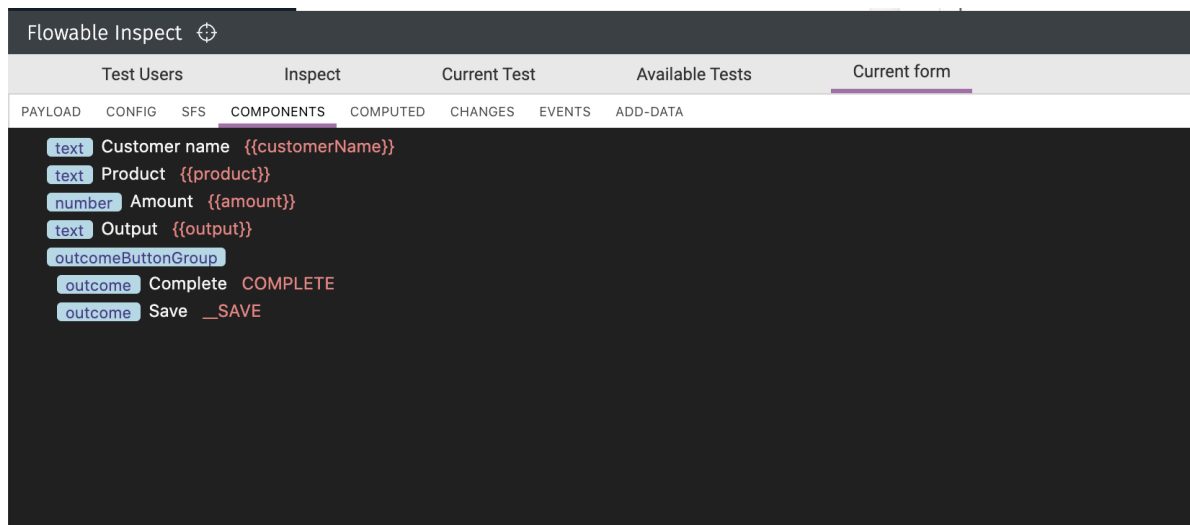 Flowable Inspect
Test Users Inspect Current Test Available Tests Current form
PAYLOAD CONFIG SFS COMPONENTS COMPUTED CHANGES EVENTS ADD-DATA
text Customer name {{customerName}}
text Product {{product}}
number Amount {{amount}}
text Output {{output}}
outcomeButtonGroup
outcome Complete COMPLETE
outcome Save __SAVE